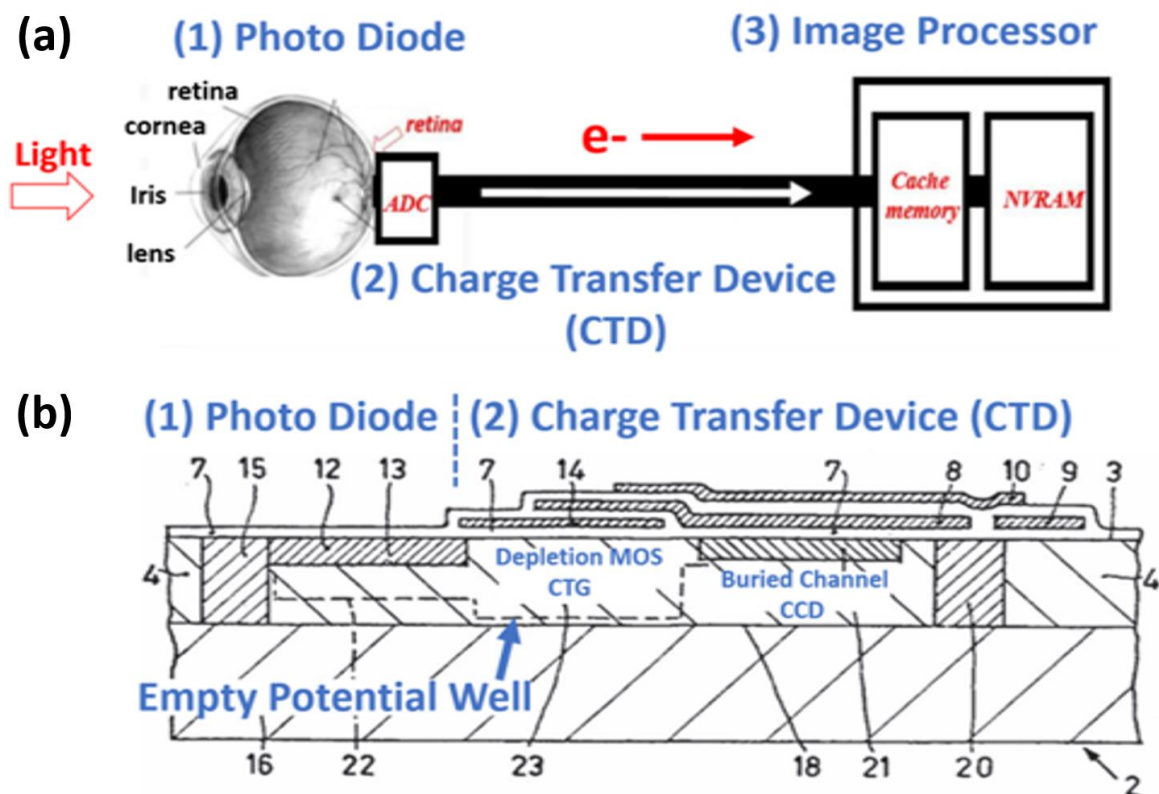 (a)
(1) Photo Diode
(3) Image Processor
retina
cornea
retina
Light
e-
Iris
ADC
Cache
memory
NVRAM
lens
(2) Charge Transfer Device
(CTD)
(b)
(1) Photo Diode
(2) Charge Transfer Device (CTD)
7 15 12 13 7 14 7 8 10 9 3
4
Depletion MOS
CTG
Buried Channel
CCD
4
Empty Potential Well
16 22 23 18 21 20 2